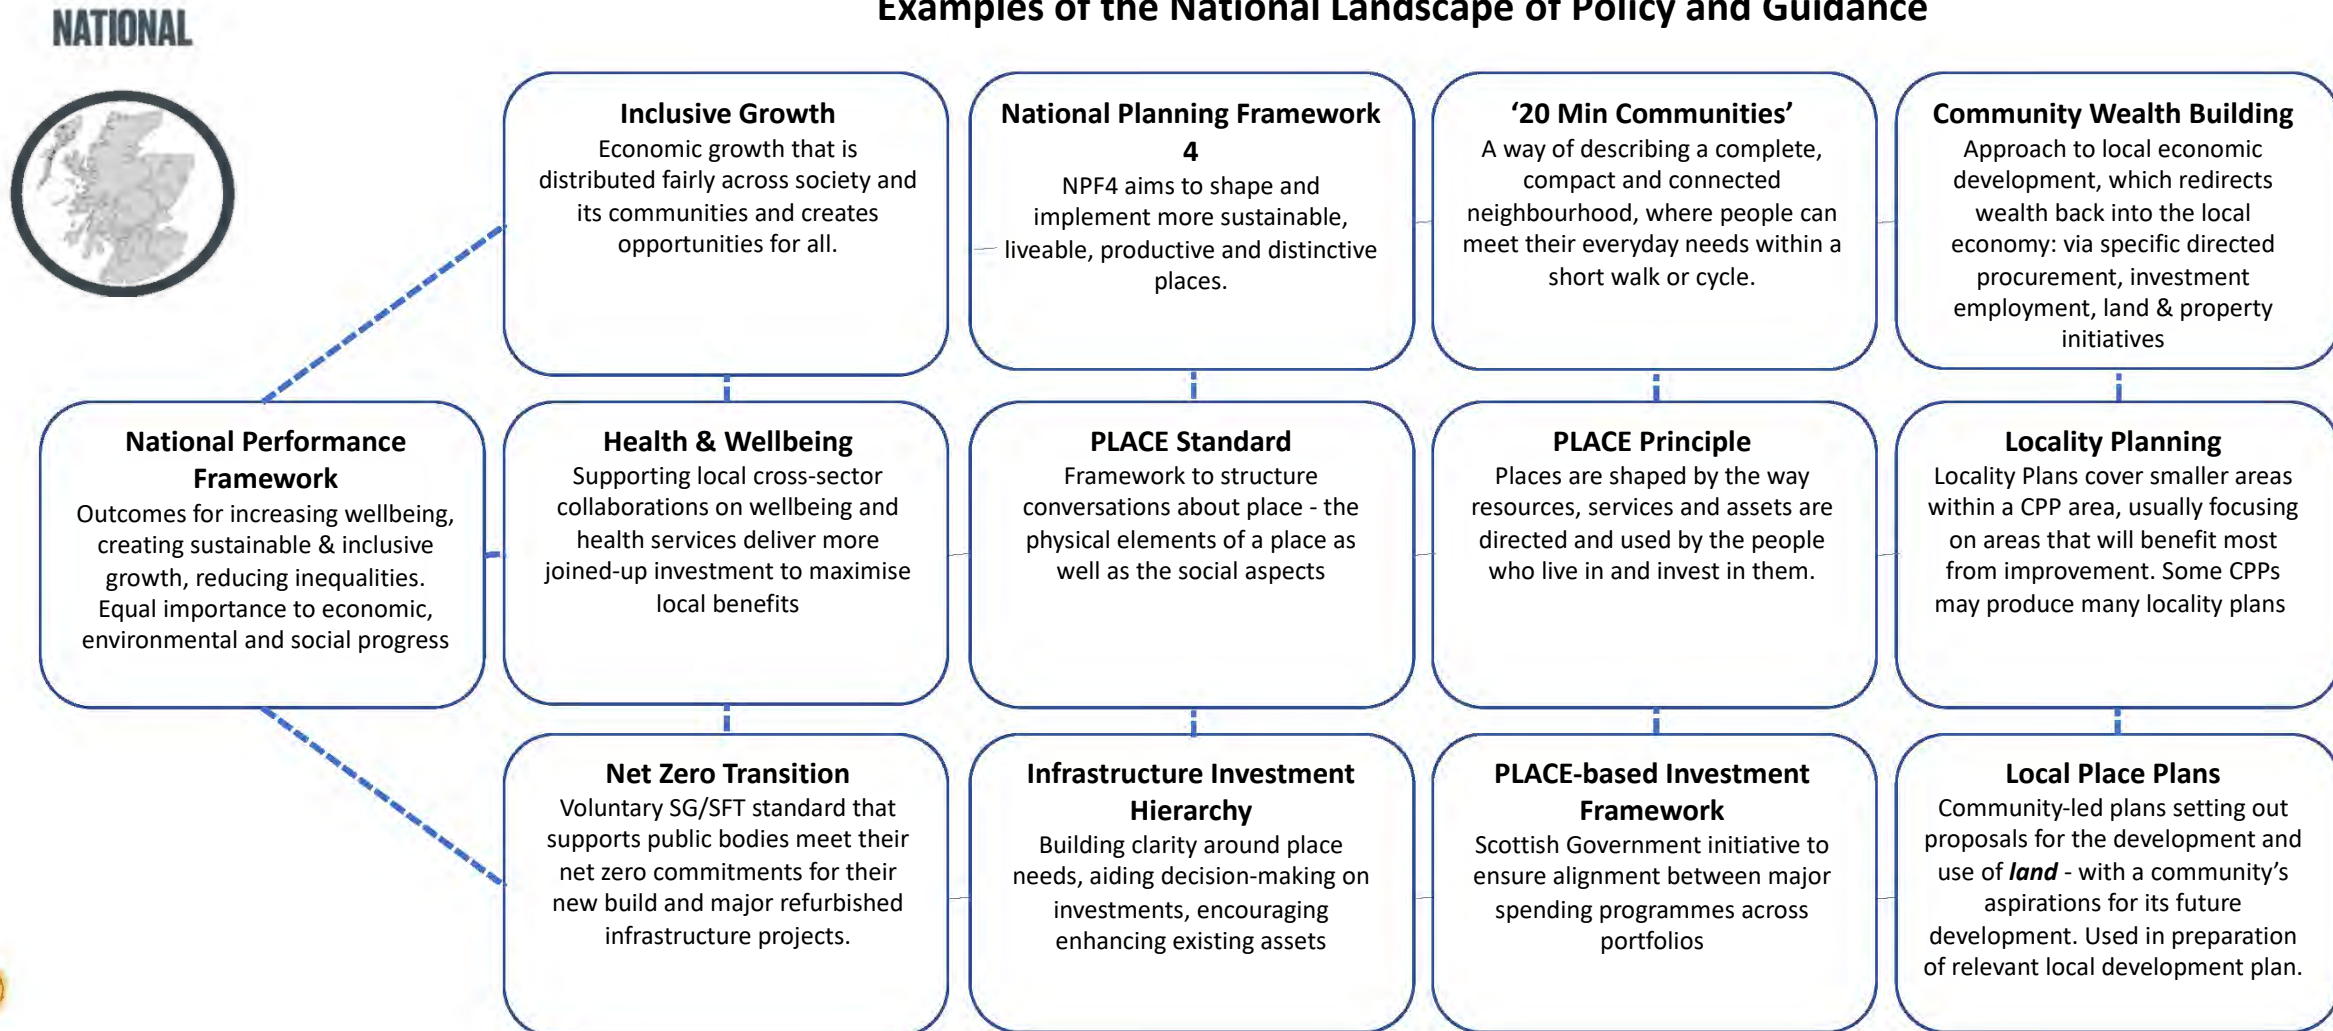 Examples of the National Landscape of Policy and Guidance
NATIONAL
Inclusive Growth
Economic growth that is
distributed fairly across society and
its communities and creates
opportunities for all.
National Planning Framework
4
NPF4 aims to shape and
implement more sustainable,
liveable, productive and distinctive
places.
‘20 Min Communities’
A way of describing a complete,
compact and connected
neighbourhood, where people can
meet their everyday needs within a
short walk or cycle.
Community Wealth Building
Approach to local economic
development, which redirects
wealth back into the local
economy: via specific directed
procurement, investment
employment, land & property
initiatives
National Performance
Framework
Outcomes for increasing wellbeing,
creating sustainable & inclusive
growth, reducing inequalities.
Equal importance to economic,
environmental and social progress
Health & Wellbeing
Supporting local cross-sector
collaborations on wellbeing and
health services deliver more
joined-up investment to maximise
local benefits
PLACE Standard
Framework to structure
conversations about place - the
physical elements of a place as
well as the social aspects
PLACE Principle
Places are shaped by the way
resources, services and assets are
directed and used by the people
who live in and invest in them.
Locality Planning
Locality Plans cover smaller areas
within a CPP area, usually focusing
on areas that will benefit most
from improvement. Some CPPs
may produce many locality plans
Net Zero Transition
Voluntary SG/SFT standard that
supports public bodies meet their
net zero commitments for their
new build and major refurbished
infrastructure projects.
Infrastructure Investment
Hierarchy
Building clarity around place
needs, aiding decision-making on
investments, encouraging
enhancing existing assets
PLACE-based Investment
Framework
Scottish Government initiative to
ensure alignment between major
spending programmes across
portfolios
Local Place Plans
Community-led plans setting out
proposals for the development and
use of land - with a community’s
aspirations for its future
development. Used in preparation
of relevant local development plan.